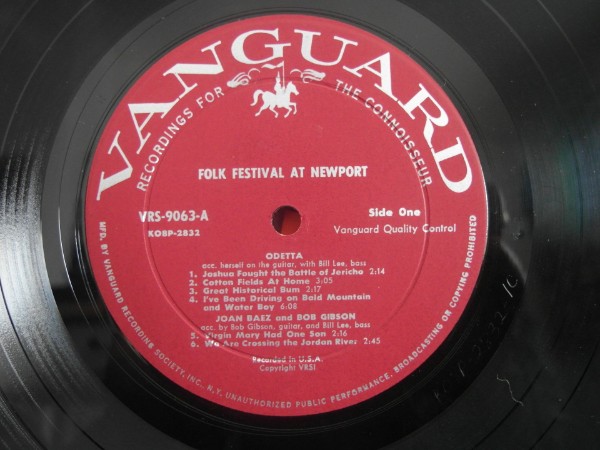 VANGUARD
RECORDINGS FOR THE CONNOISSEUR
FOLK FESTIVAL AT NEWPORT
VRS-9063-A
Side One
KOBP-2832
Vanguard Quality Control
ODETTA
acc. herself on the guitar, with Bill Lee, bass
1. Joshua Fought the Battle of Jericho 2:14
2. Cotton Fields At Home 3:05
3. Great Historical Bum 2:17
4. I've Been Driving on Bald Mountain
and Water Boy 6:08
JOAN BAEZ and BOB GIBSON
acc. by Bob Gibson, guitar, and Bill Lee, bass
5. Virgin Mary Had One Son 2:16
6. We Are Crossing the Jordan River 2:45
Recorded in U.S.A.
Copyright VRSI
MFD. BY VANGUARD RECORDING SOCIETY, INC. N.Y. UNAUTHORIZED PUBLIC PERFORMANCE, BROADCASTING OR COPYING PROHIBITED